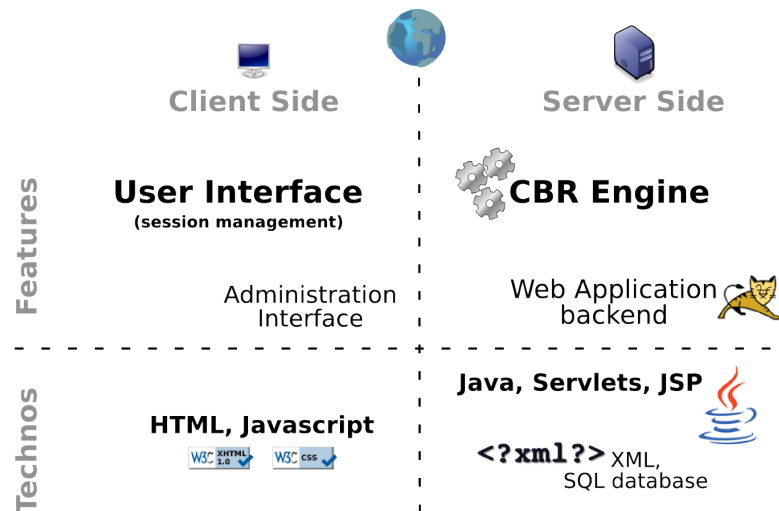 Client Side
Server Side
Features
User Interface
(session management)
CBR Engine
Administration
Interface
Web Application
backend
Technos
HTML, Javascript
W3C XHTML 1.0
W3C css
Java, Servlets, JSP
<?xml?> XML,
SQL database